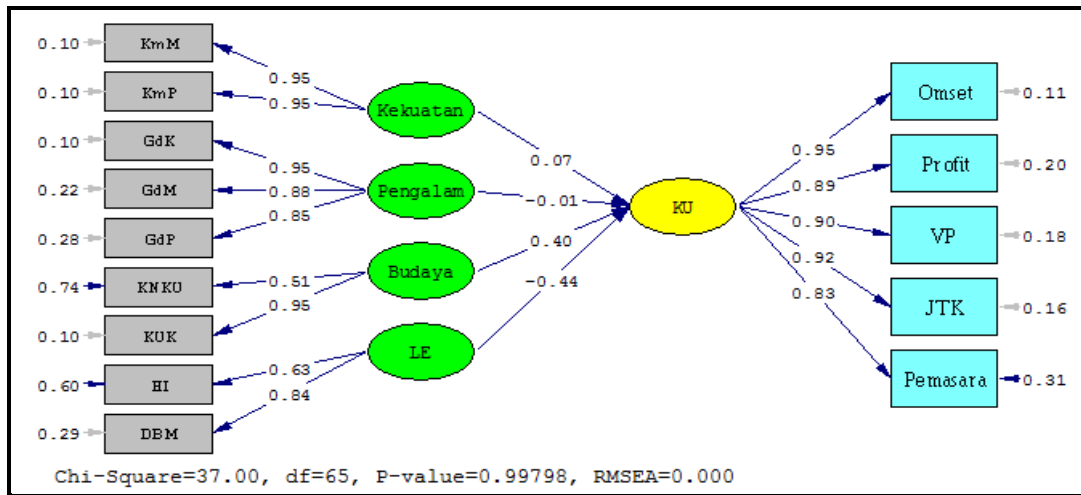 0.10 KmM
0.95
0.10 KmP
0.95
Kekuatan
0.10 GdK
0.95
0.22 GdM
0.88
Pengalam
0.28 GdP
0.85
0.74 KNKU
0.51
Budaya
0.10 KUK
0.95
0.60 HI
0.63
LE
0.29 DBM
0.84
0.07
-0.01
0.40
-0.44
KU
0.95
Omset 0.11
0.89
Profit 0.20
0.90
VP 0.18
0.92
JTK 0.16
0.83
Pemasara 0.31
Chi-Square=37.00, df=65, P-value=0.99798, RMSEA=0.000